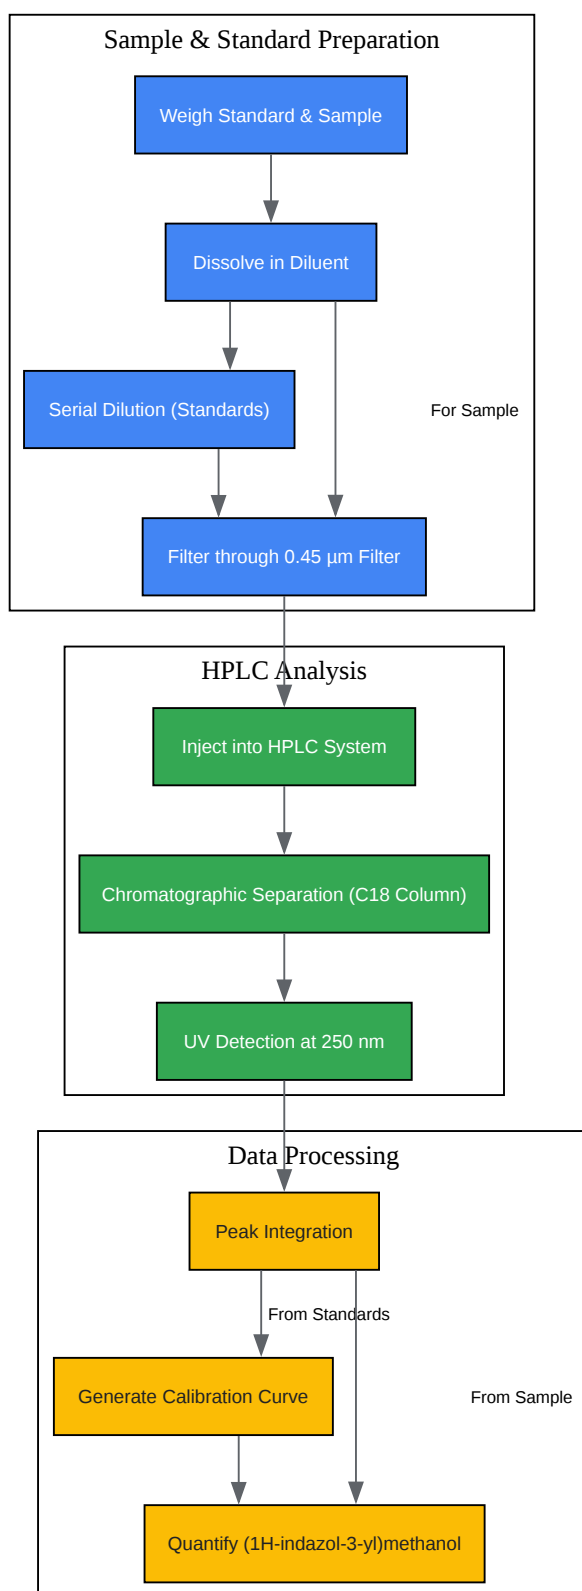 Sample & Standard Preparation
Weigh Standard & Sample
Dissolve in Diluent
Serial Dilution (Standards)
For Sample
Filter through 0.45 µm Filter
HPLC Analysis
Inject into HPLC System
Chromatographic Separation (C18 Column)
UV Detection at 250 nm
Data Processing
Peak Integration
From Standards
Generate Calibration Curve
From Sample
Quantify (1H-indazol-3-yl)methanol